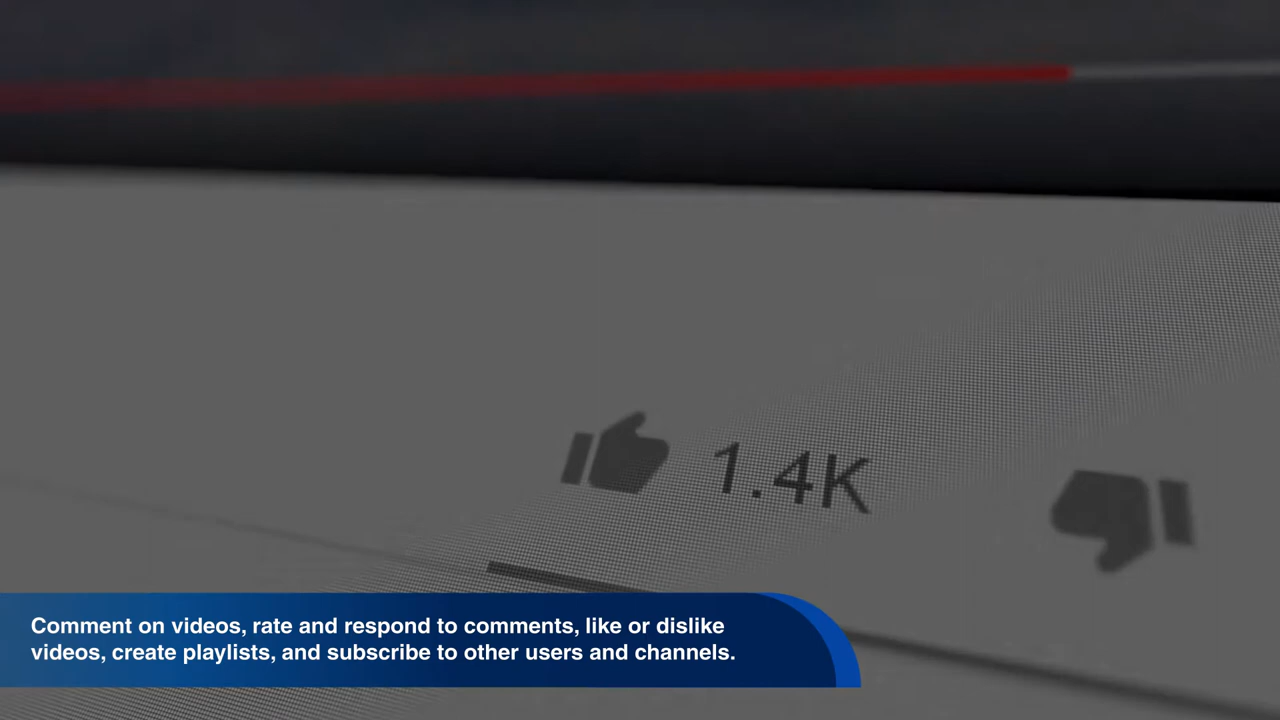 1.4K
Comment on videos, rate and respond to comments, like or dislike
videos, create playlists, and subscribe to other users and channels.